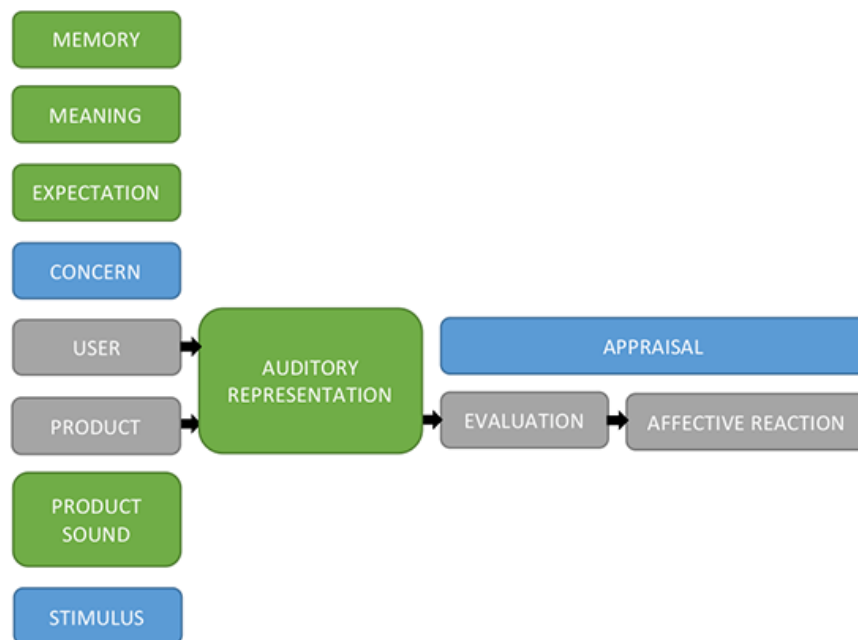 MEMORY
MEANING
EXPECTATION
CONCERN
USER
PRODUCT
PRODUCT
SOUND
STIMULUS
AUDITORY
REPRESENTATION
APPRAISAL
EVALUATION
AFFECTIVE REACTION